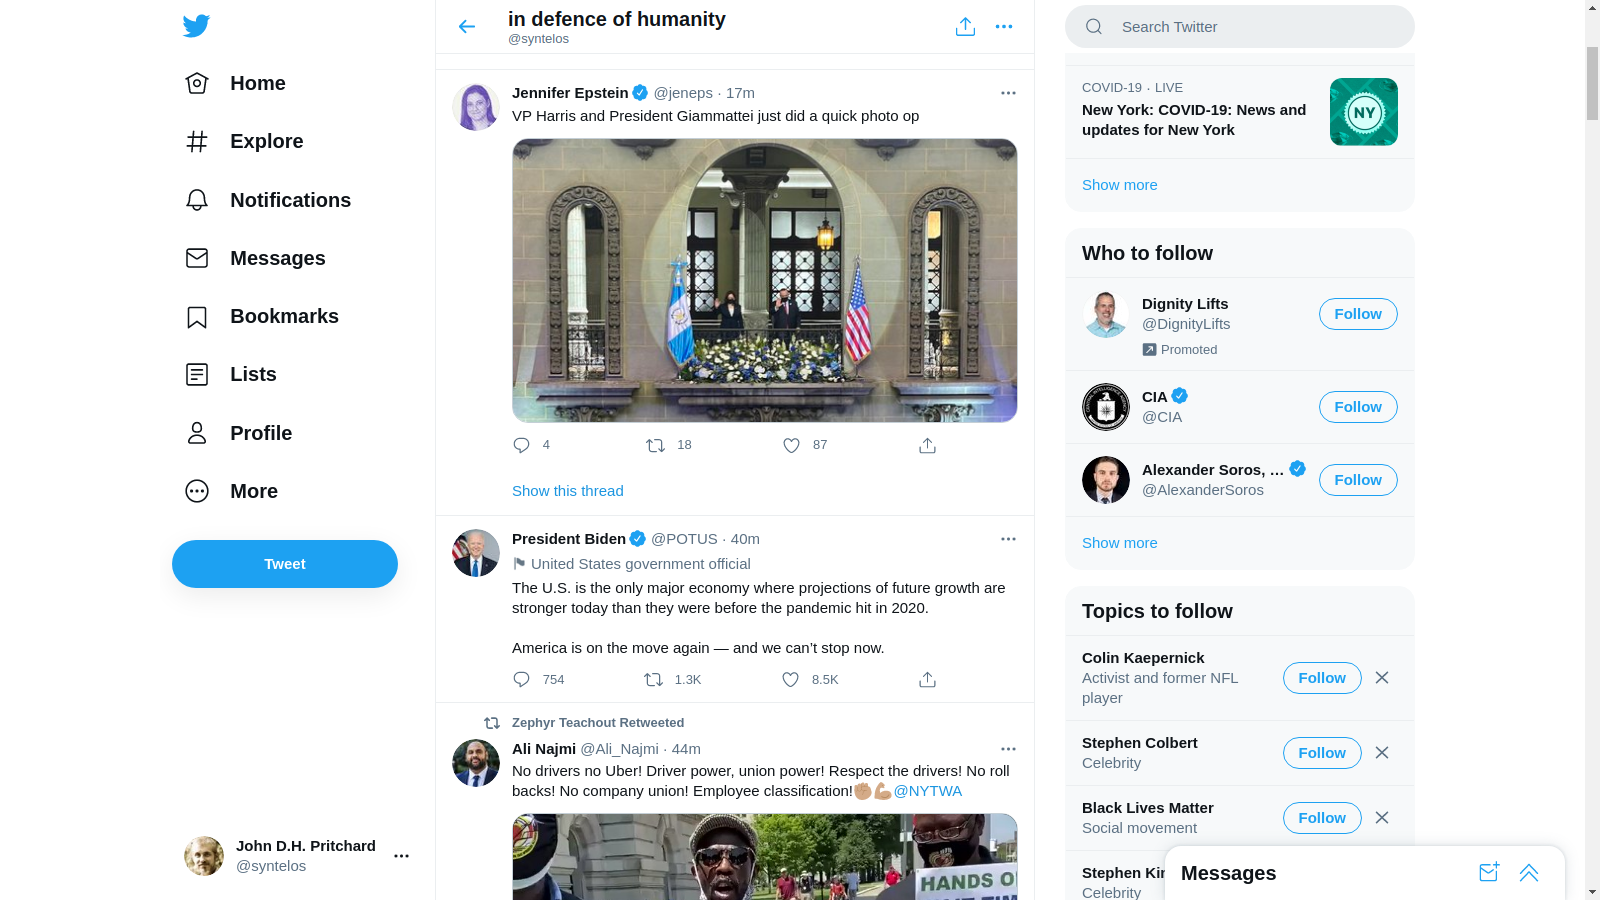 Home
Explore
Notifications
Messages
Bookmarks
Lists
Profile
More
Tweet
John D.H. Pritchard
@syntelos
in defence of humanity
@syntelos
Jennifer Epstein @jeneps · 17m
VP Harris and President Giammattei just did a quick photo op
4 18 87
Show this thread
President Biden @POTUS · 40m
United States government official
The U.S. is the only major economy where projections of future growth are
stronger today than they were before the pandemic hit in 2020.
America is on the move again — and we can’t stop now.
754 1.3K 8.5K
Zephyr Teachout Retweeted
Ali Najmi @Ali_Najmi · 44m
No drivers no Uber! Driver power, union power! Respect the drivers! No roll
backs! No company union! Employee classification!✊🏽💪🏽@NYTWA
HANDS O
Search Twitter
COVID-19 · LIVE
New York: COVID-19: News and
updates for New York
NY
Show more
Who to follow
Dignity Lifts
@DignityLifts
Follow
Promoted
CIA
@CIA
Follow
Alexander Soros, ...
@AlexanderSoros
Follow
Show more
Topics to follow
Colin Kaepernick
Activist and former NFL
player
Follow
Stephen Colbert
Celebrity
Follow
Black Lives Matter
Social movement
Follow
Stephen Kin
Celebrity
Messages